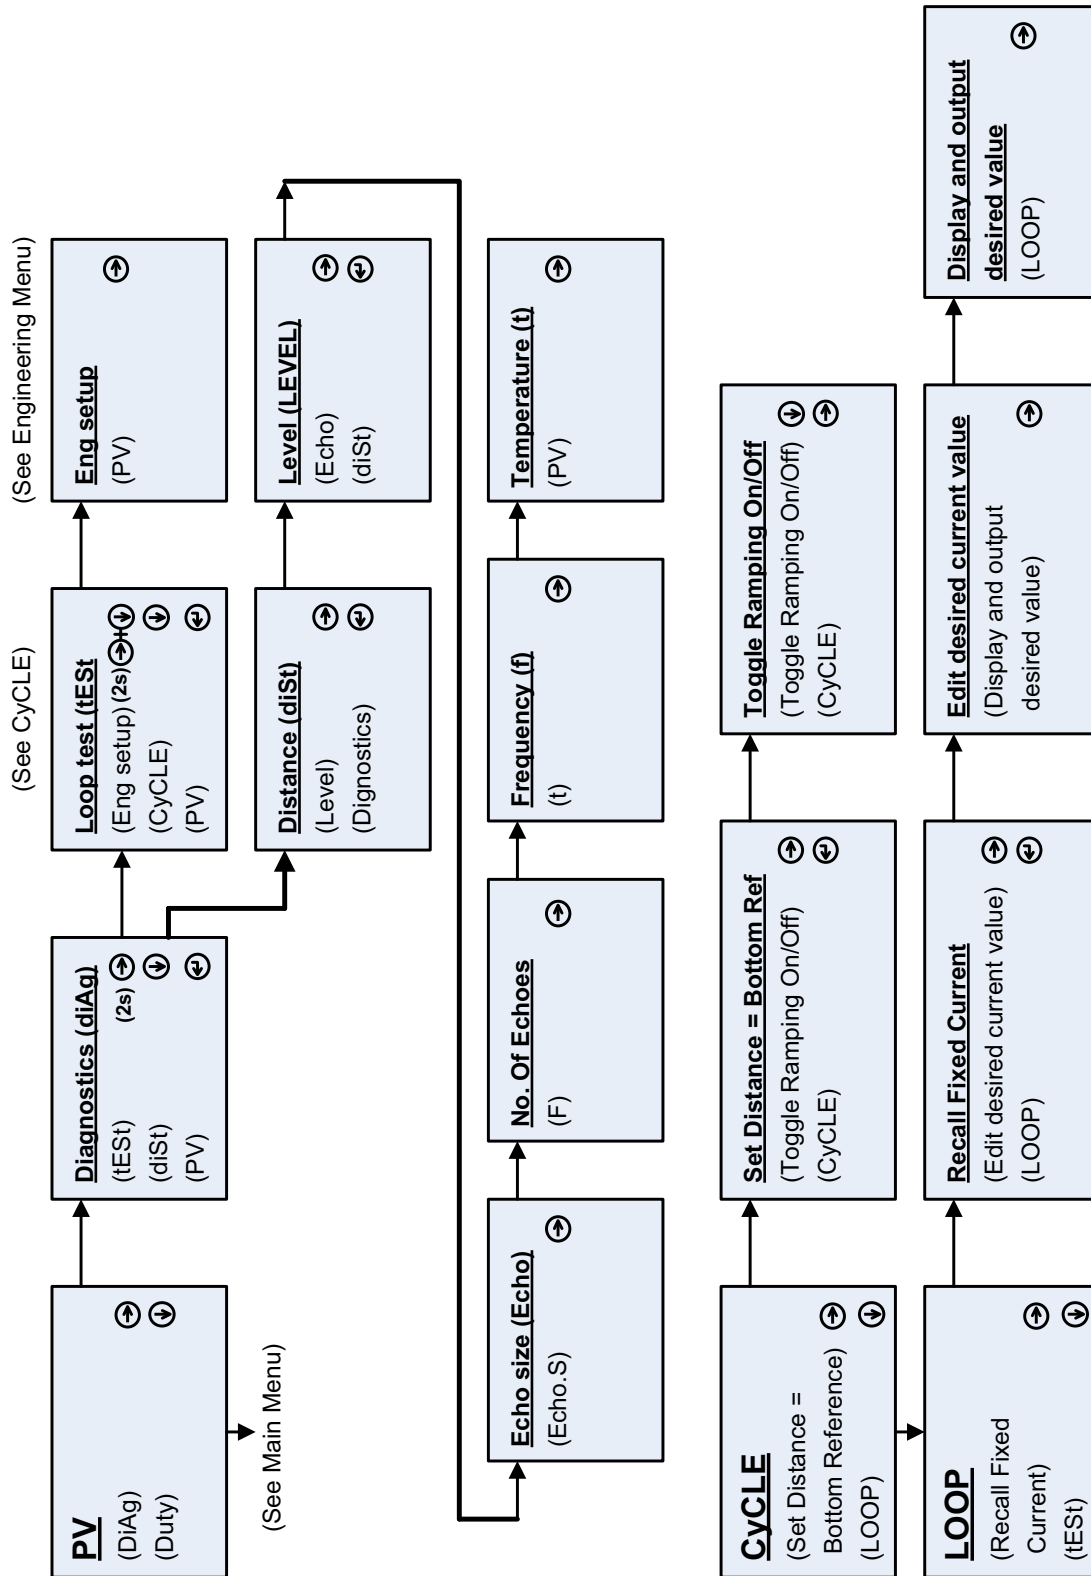 PV
(DiAg)
(Duty)
(See Main Menu)
Diagnostics (diAg)
(tESt)
(2s)
(diSt)
(PV)
(See CyCLE)
Loop test (tESt
(Eng setup) (2s)
(CyCLE)
(PV)
(See Engineering Menu)
Eng setup
(PV)
Distance (diSt)
(Level)
(Dignostics)
Level (LEVEL)
(Echo)
(diSt)
Echo size (Echo)
(Echo.S)
No. Of Echoes
(F)
Frequency (f)
(t)
Temperature (t)
(PV)
CyCLE
(Set Distance =
Bottom Reference)
(LOOP)
Set Distance = Bottom Ref
(Toggle Ramping On/Off)
(CyCLE)
Toggle Ramping On/Off
(Toggle Ramping On/Off)
(CyCLE)
LOOP
(Recall Fixed
Current)
(tESt)
Recall Fixed Current
(Edit desired current value)
(LOOP)
Edit desired current value
(Display and output
desired value)
Display and output
desired value
(LOOP)